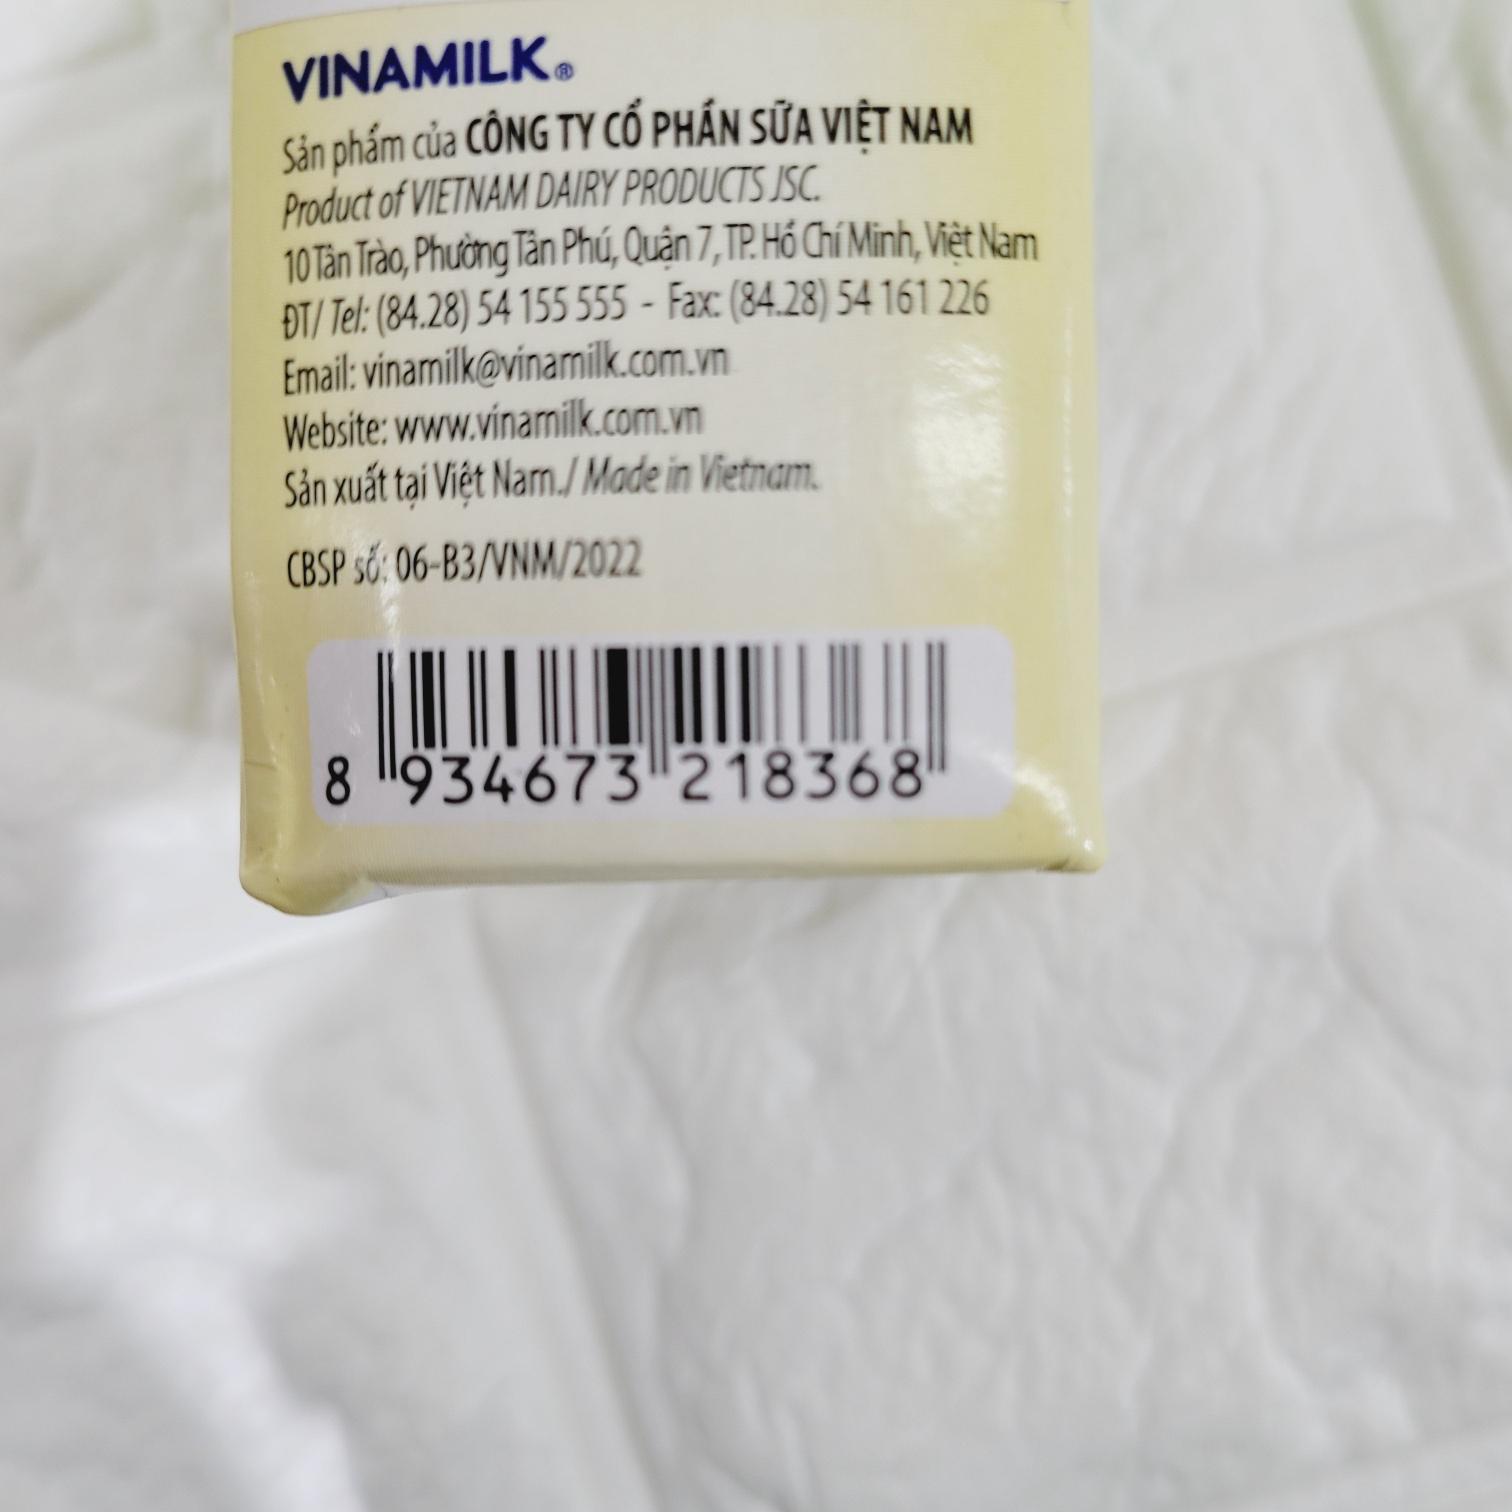 VINAMILK®
Sản phẩm của CÔNG TY CỔ PHẦN SỮA VIỆT NAM
Product of VIETNAM DAIRY PRODUCTS JSC.
10 Tân Trào, Phường Tân Phú, Quận 7, TP. Hồ Chí Minh, Việt Nam
ĐT/ Tel: (84.28) 54 155 555 - Fax: (84.28) 54 161 226
Email: vinamilk@vinamilk.com.vn
Website: www.vinamilk.com.vn
Sản xuất tại Việt Nam./ Made in Vietnam.
CBSP số: 06-B3/VNM/2022
8 934673 218368